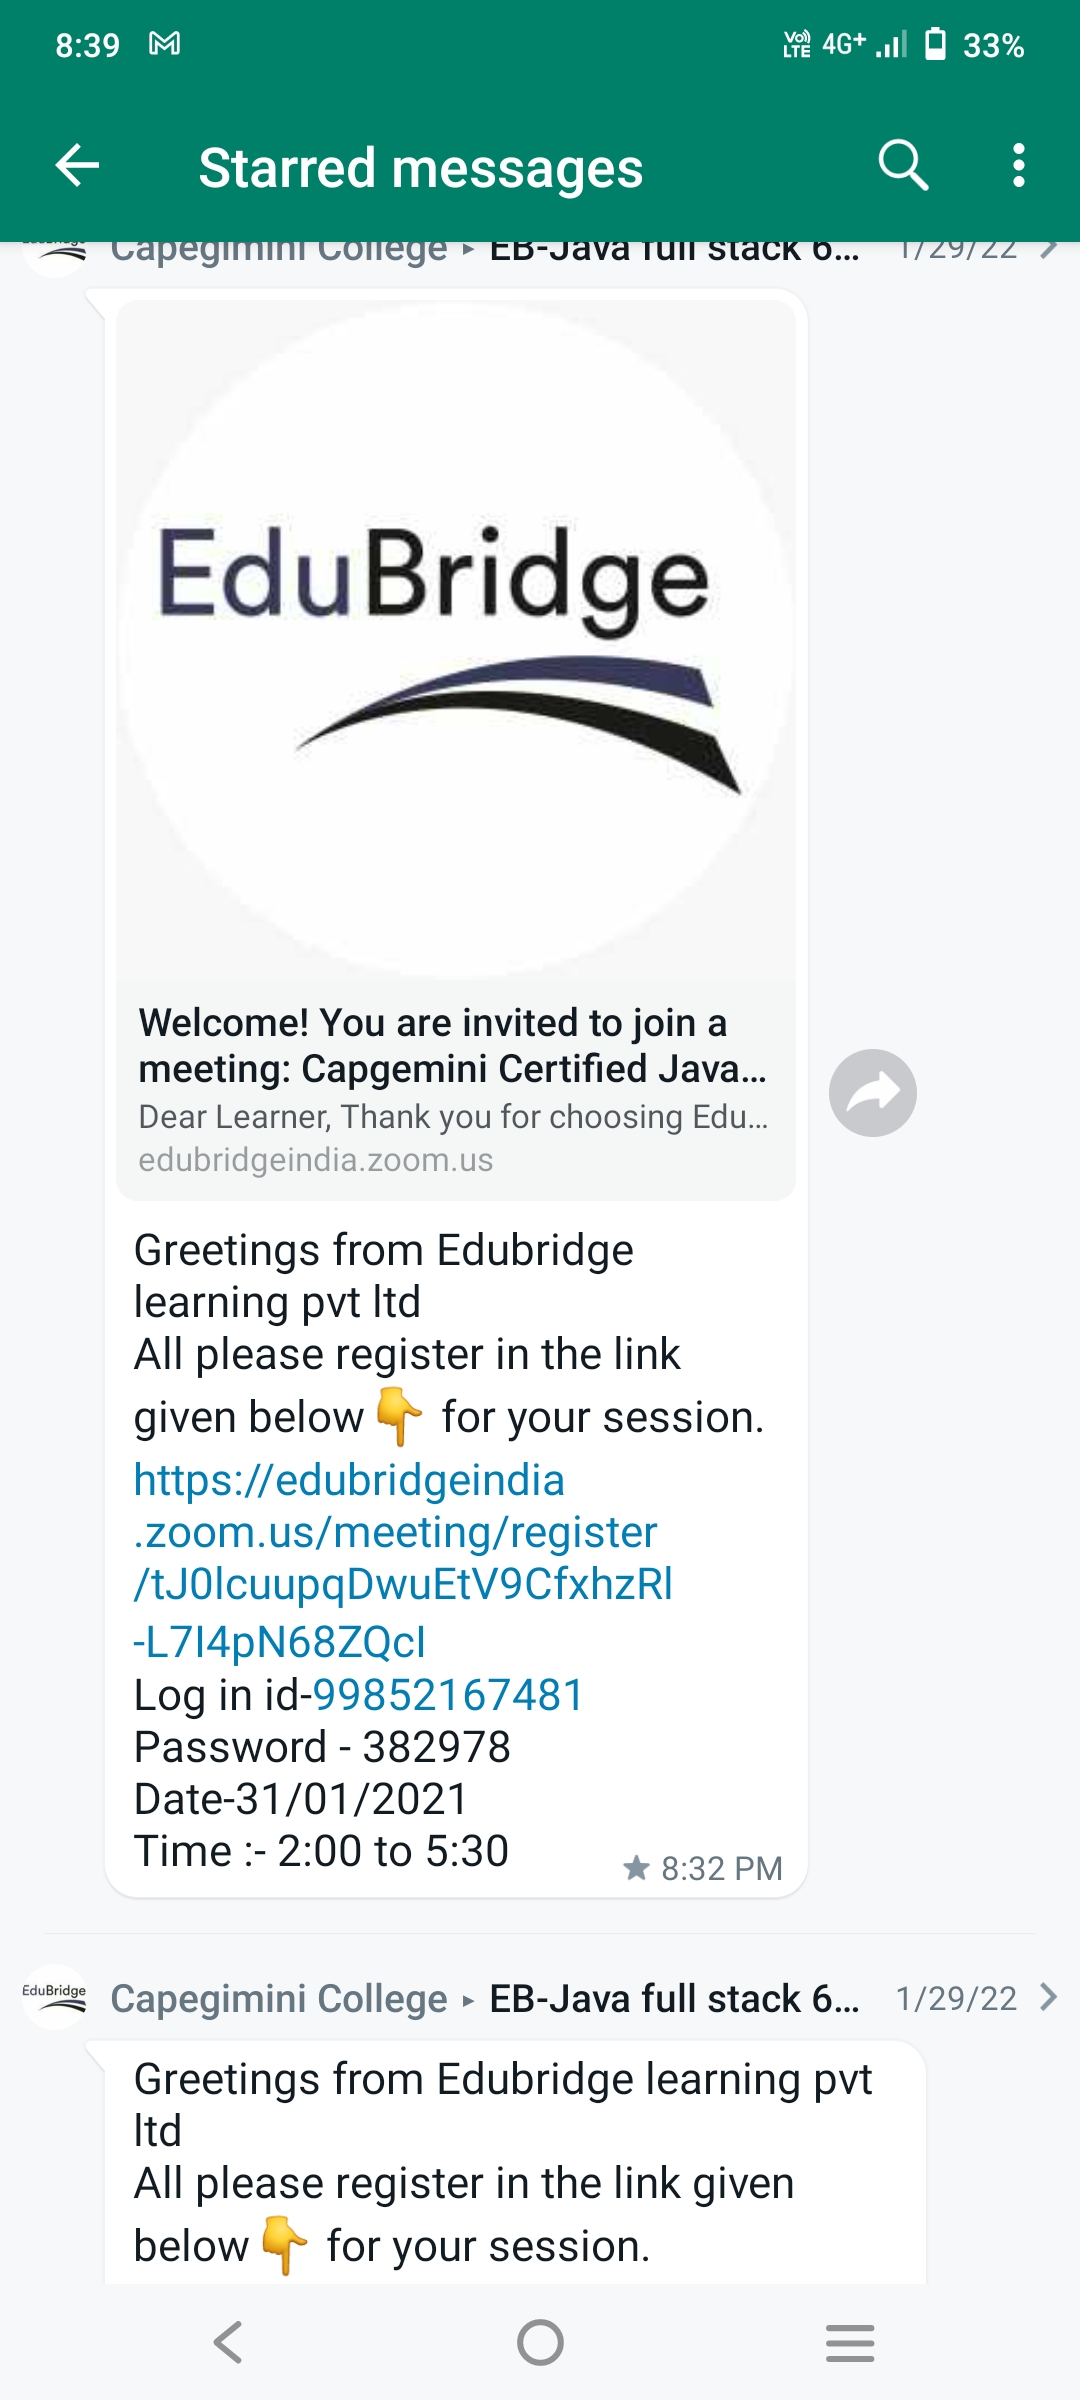 8:39 VoLTE 4G+ 33%
Starred messages
Capegimini College ▸ EB-Java full stack 6... 1/29/22
EduBridge
Welcome! You are invited to join a
meeting: Capgemini Certified Java...
Dear Learner, Thank you for choosing Edu...
edubridgeindia.zoom.us
Greetings from Edubridge
learning pvt ltd
All please register in the link
given below👇 for your session.
https://edubridgeindia
.zoom.us/meeting/register
/tJ0lcuupqDwuEtV9CfxhzRl
-L7I4pN68ZQcI
Log in id-99852167481
Password - 382978
Date-31/01/2021
Time :- 2:00 to 5:30
★ 8:32 PM
EduBridge
Capegimini College ▸ EB-Java full stack 6... 1/29/22
Greetings from Edubridge learning pvt
ltd
All please register in the link given
below👇 for your session.